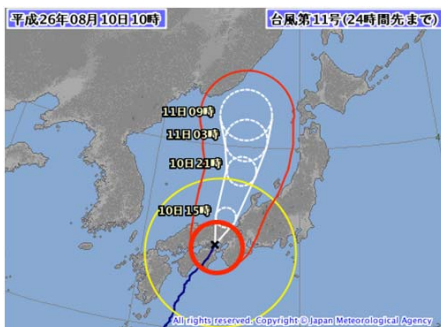 平成26年08月10日10時
台風第11号(24時間先まで)
11日09時
11日03時
10日21時
10日15時
All rights reserved. Copyright © Japan Meteorological Agency